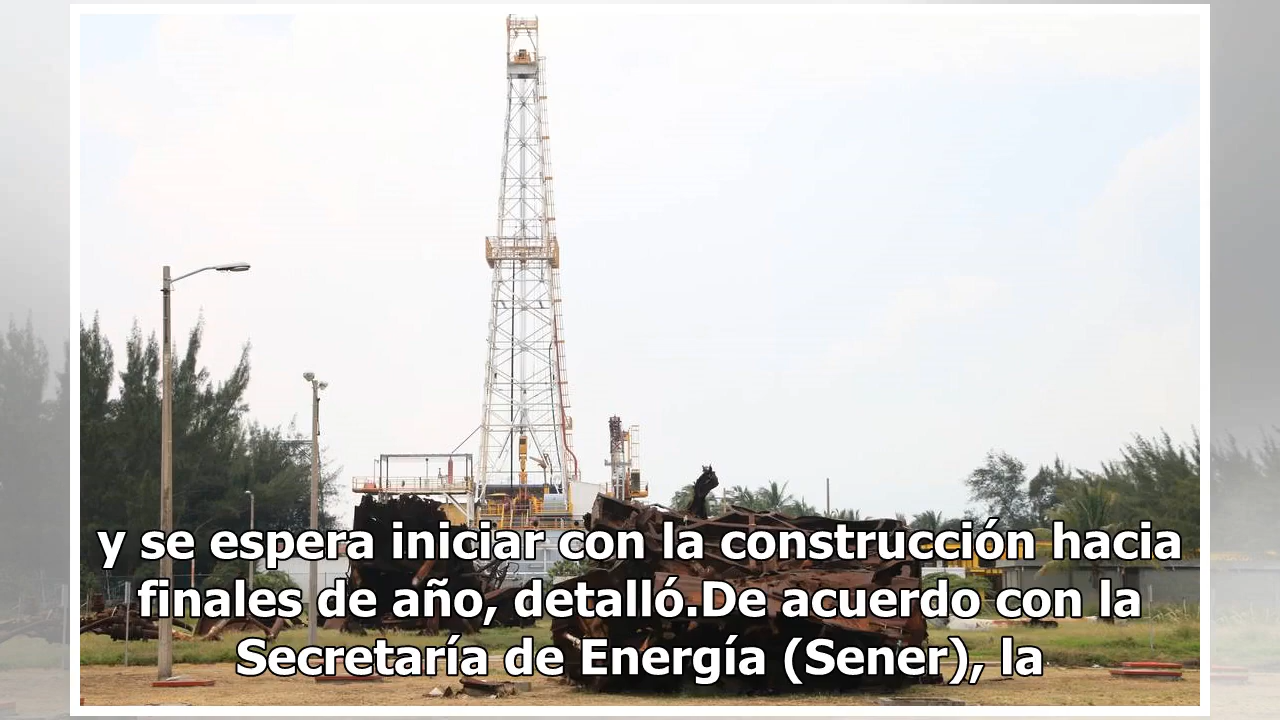 y se espera iniciar con la construcción hacia
finales de año, detalló.De acuerdo con la
Secretaría de Energía (Sener), la